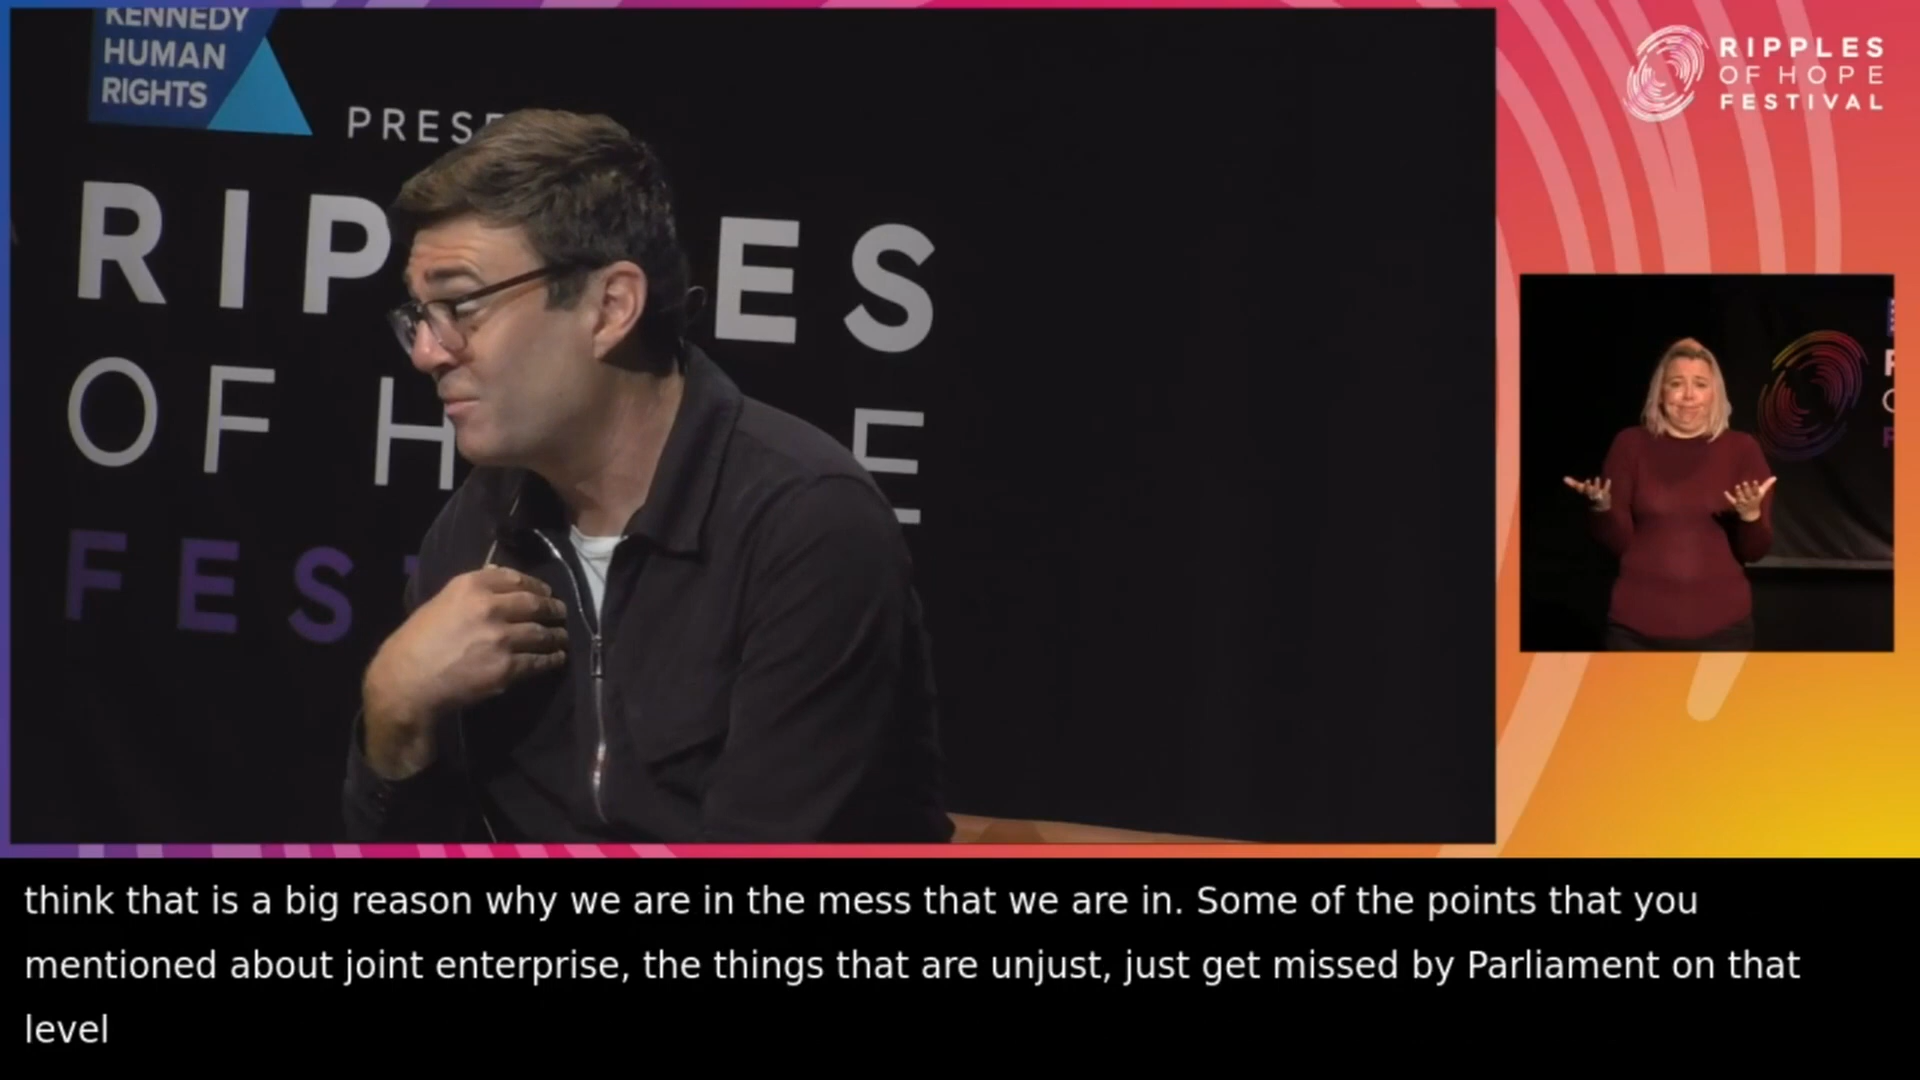 KENNEDY
HUMAN
RIGHTS
PRES
RIP ES
OF H E
FES
RIPPLES
OF HOPE
FESTIVAL
think that is a big reason why we are in the mess that we are in. Some of the points that you
mentioned about joint enterprise, the things that are unjust, just get missed by Parliament on that
level